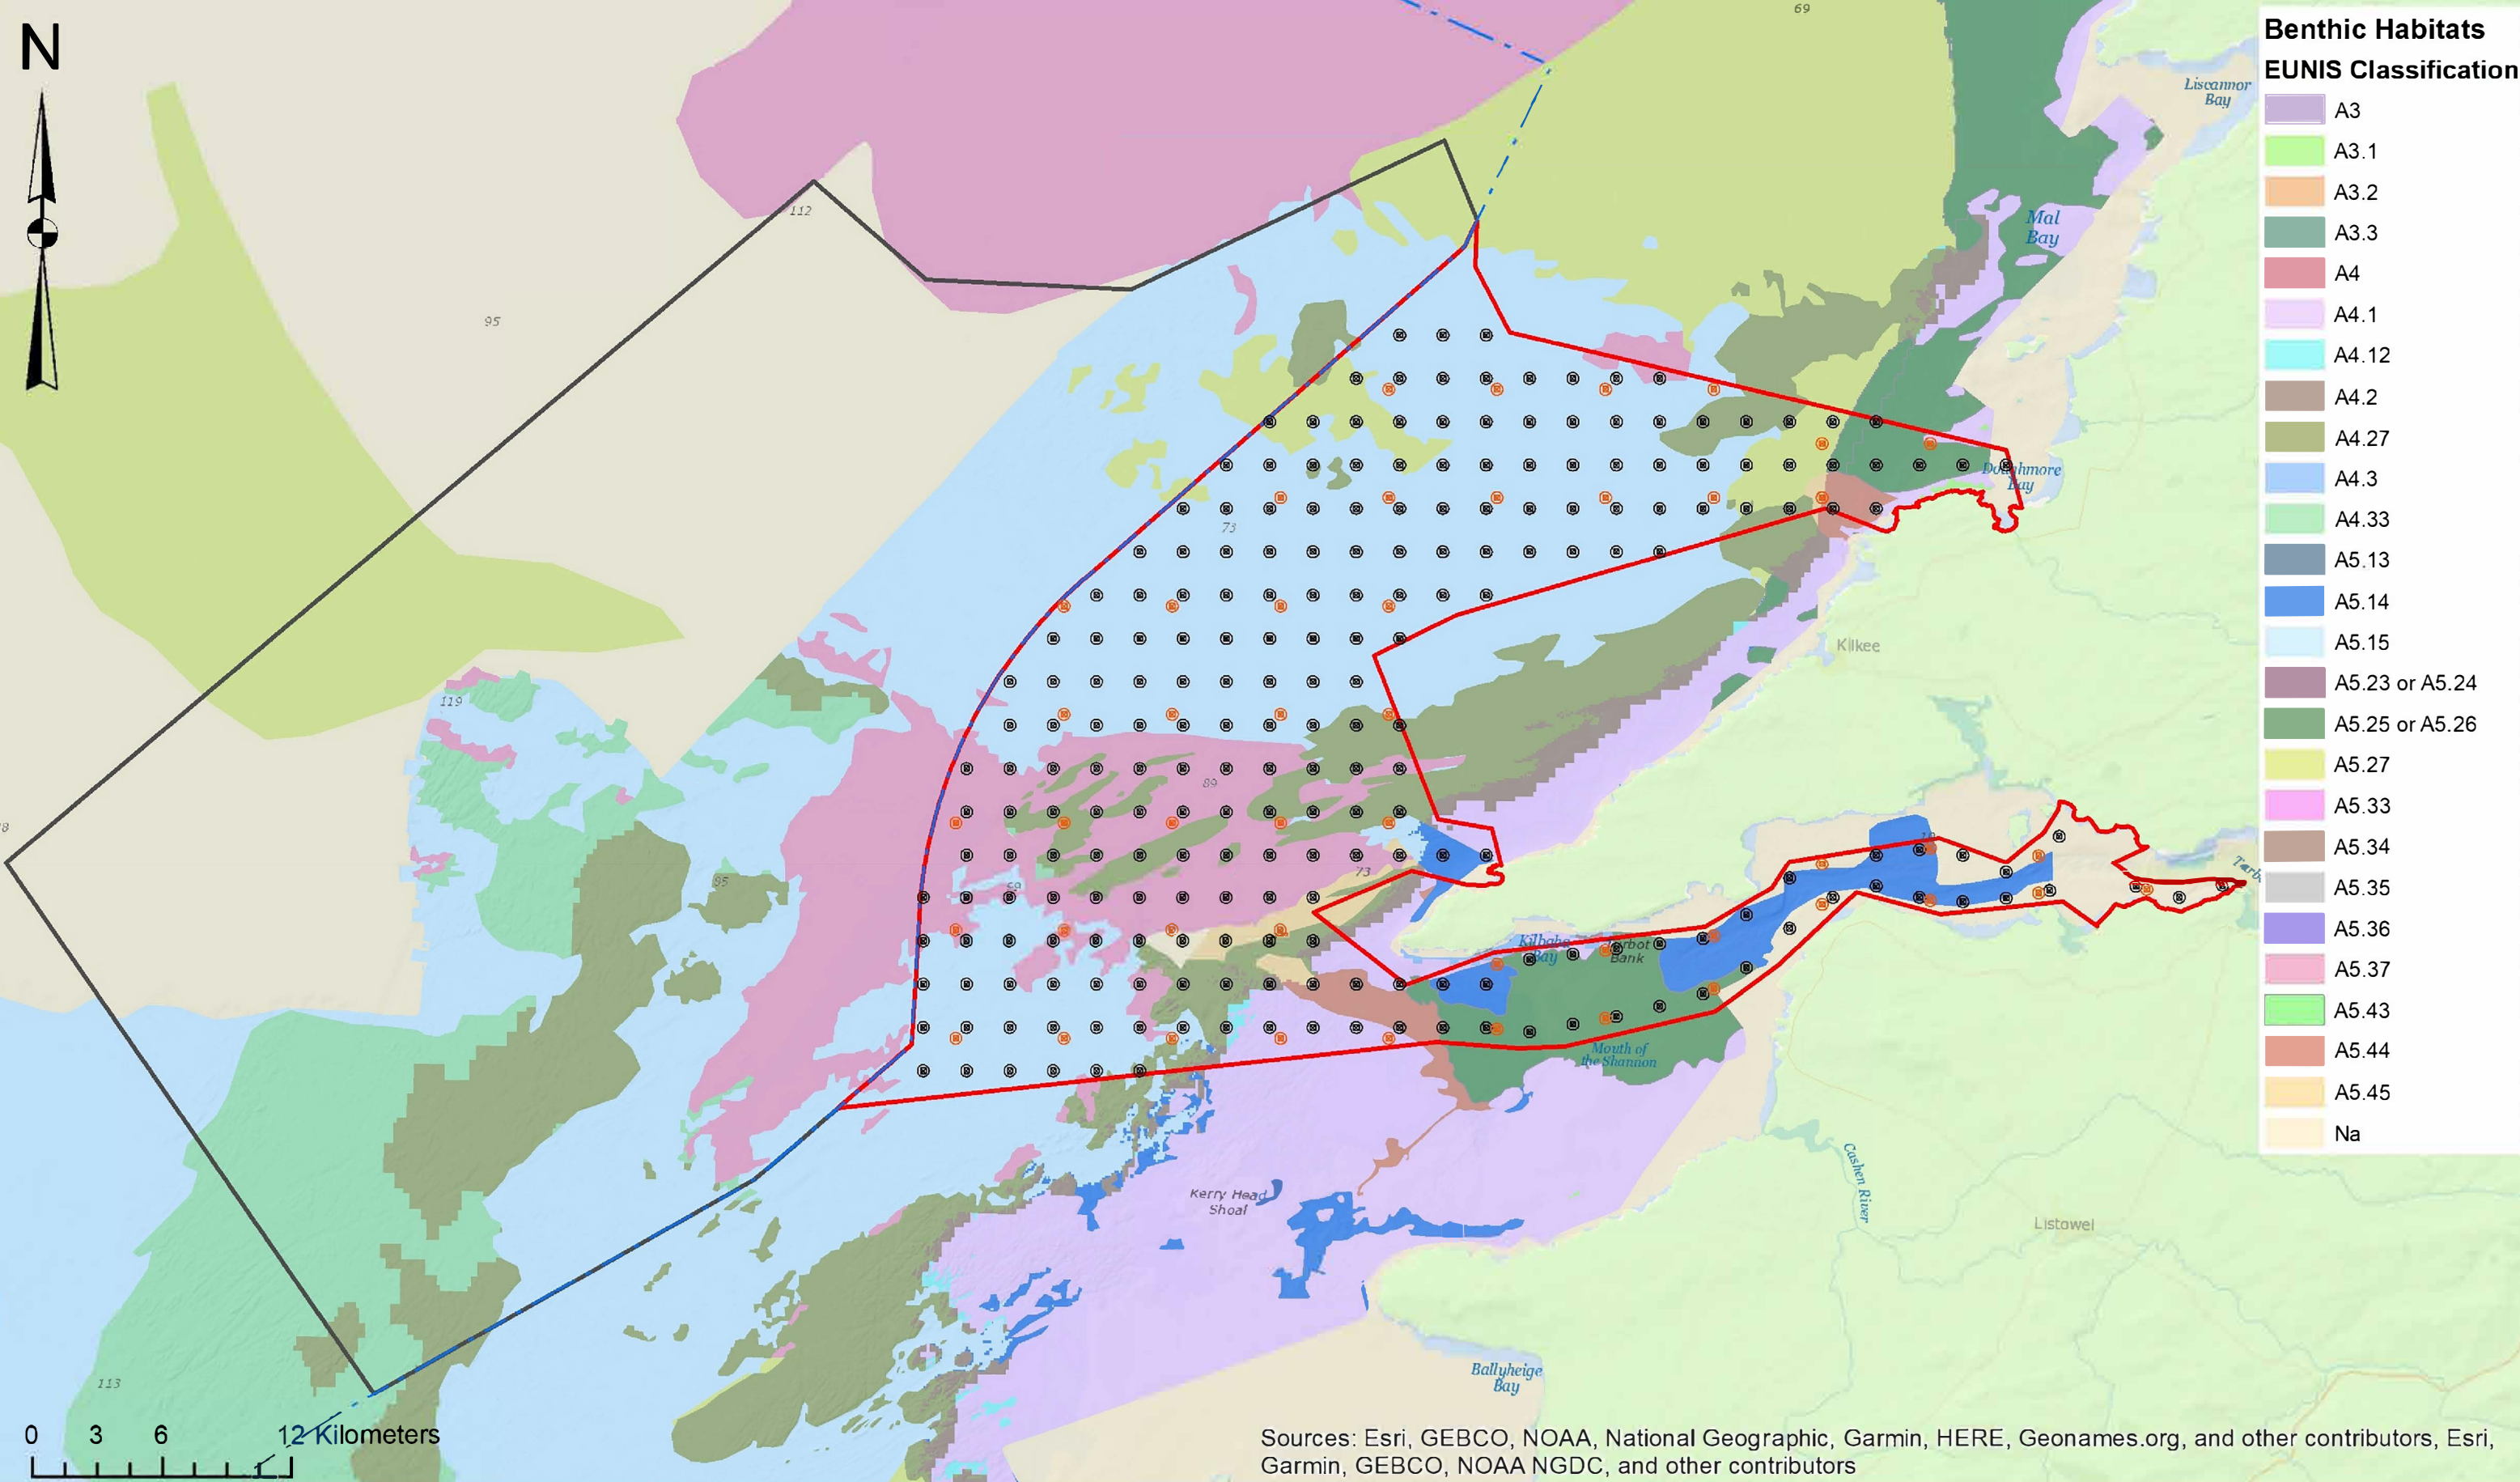 N
69
Benthic Habitats
EUNIS Classification
A3
A3.1
A3.2
A3.3
A4
A4.1
A4.12
A4.2
A4.27
A4.3
A4.33
A5.13
A5.14
A5.15
A5.23 or A5.24
A5.25 or A5.26
A5.27
A5.33
A5.34
A5.35
A5.36
A5.37
A5.43
A5.44
A5.45
Na
Liscannor
Bay
112
Mal
Bay
95
Doughmore
Bay
73
Kilkee
119
89
85
73
Kilbaha
Bay
Bank
Mouth of
the Shannon
Kerry Head
Shoal
Cashen River
Listowel
Ballyheige
Bay
113
0 3 6 12 Kilometers
Sources: Esri, GEBCO, NOAA, National Geographic, Garmin, HERE, Geonames.org, and other contributors, Esri,
Garmin, GEBCO, NOAA NGDC, and other contributors